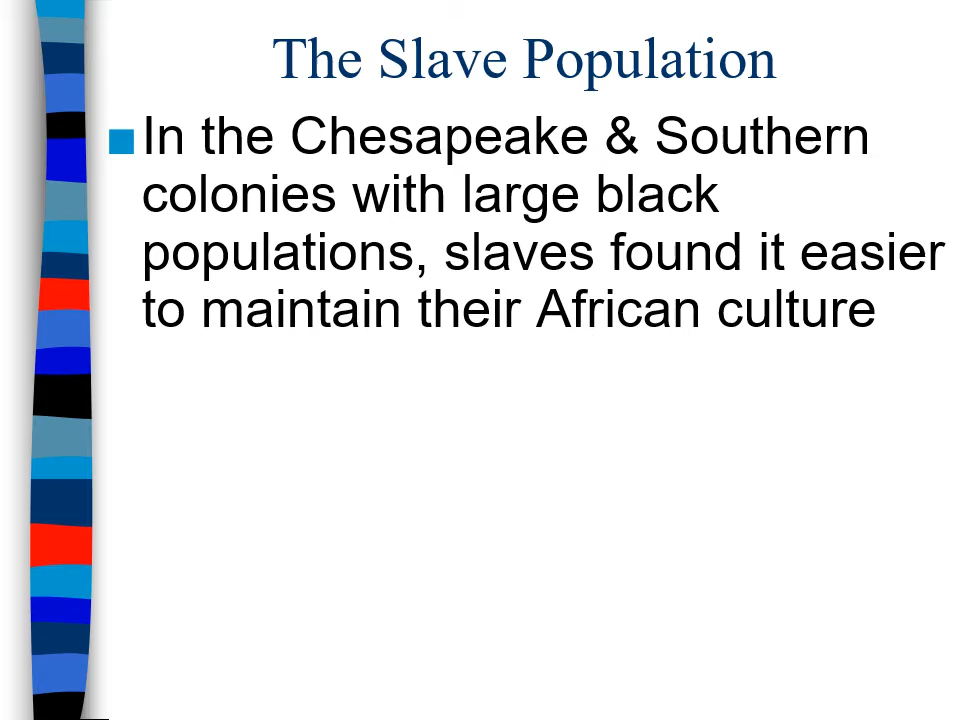 The Slave Population
In the Chesapeake & Southern
colonies with large black
populations, slaves found it easier
to maintain their African culture